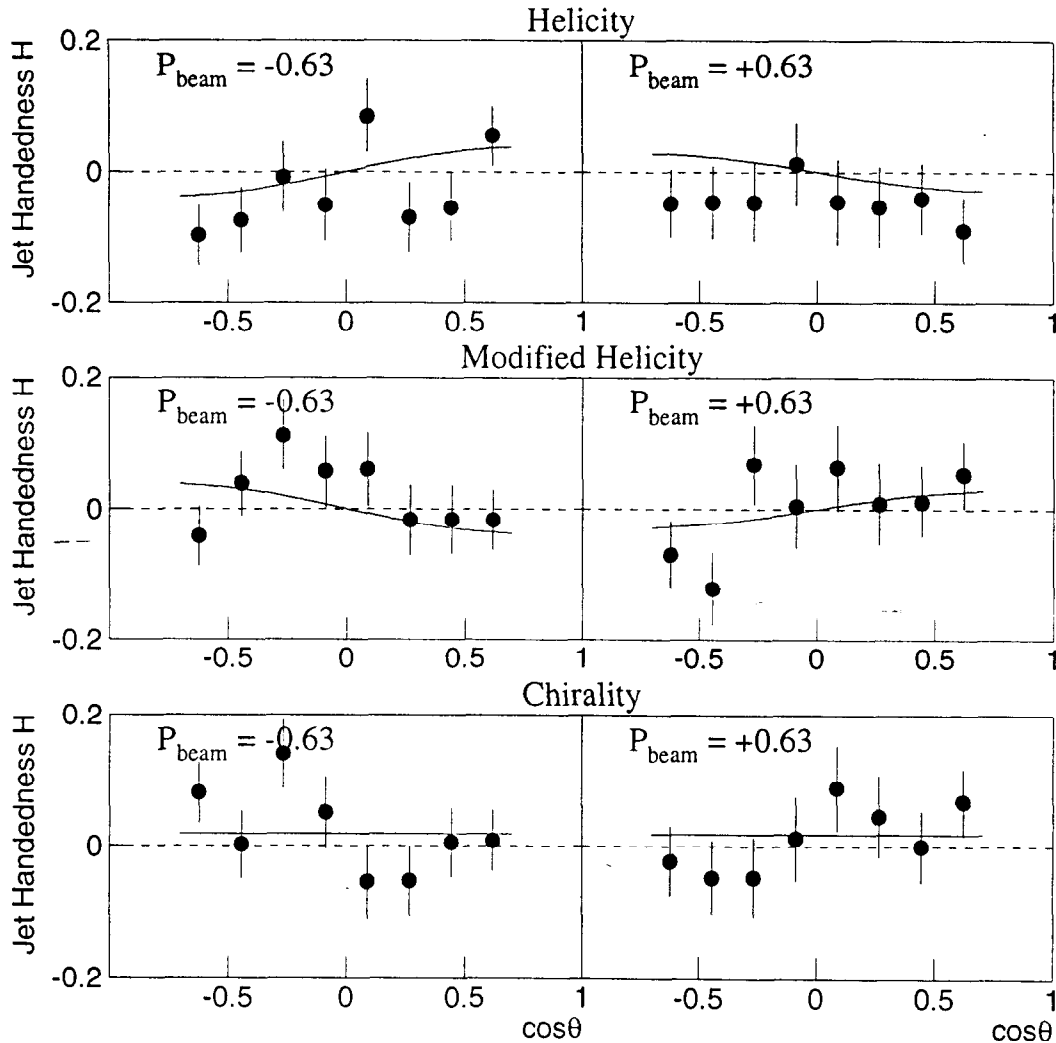 Helicity
Jet Handedness H
0.2
0
-0.2
P_beam = -0.63
P_beam = +0.63
-0.5 0 0.5 1
-0.5 0 0.5 1
Modified Helicity
Jet Handedness H
0.2
0
-0.2
P_beam = -0.63
P_beam = +0.63
-0.5 0 0.5 1
-0.5 0 0.5 1
Chirality
Jet Handedness H
0.2
0
-0.2
P_beam = -0.63
P_beam = +0.63
-0.5 0 0.5 1
-0.5 0 0.5 1
cosθ
cosθ